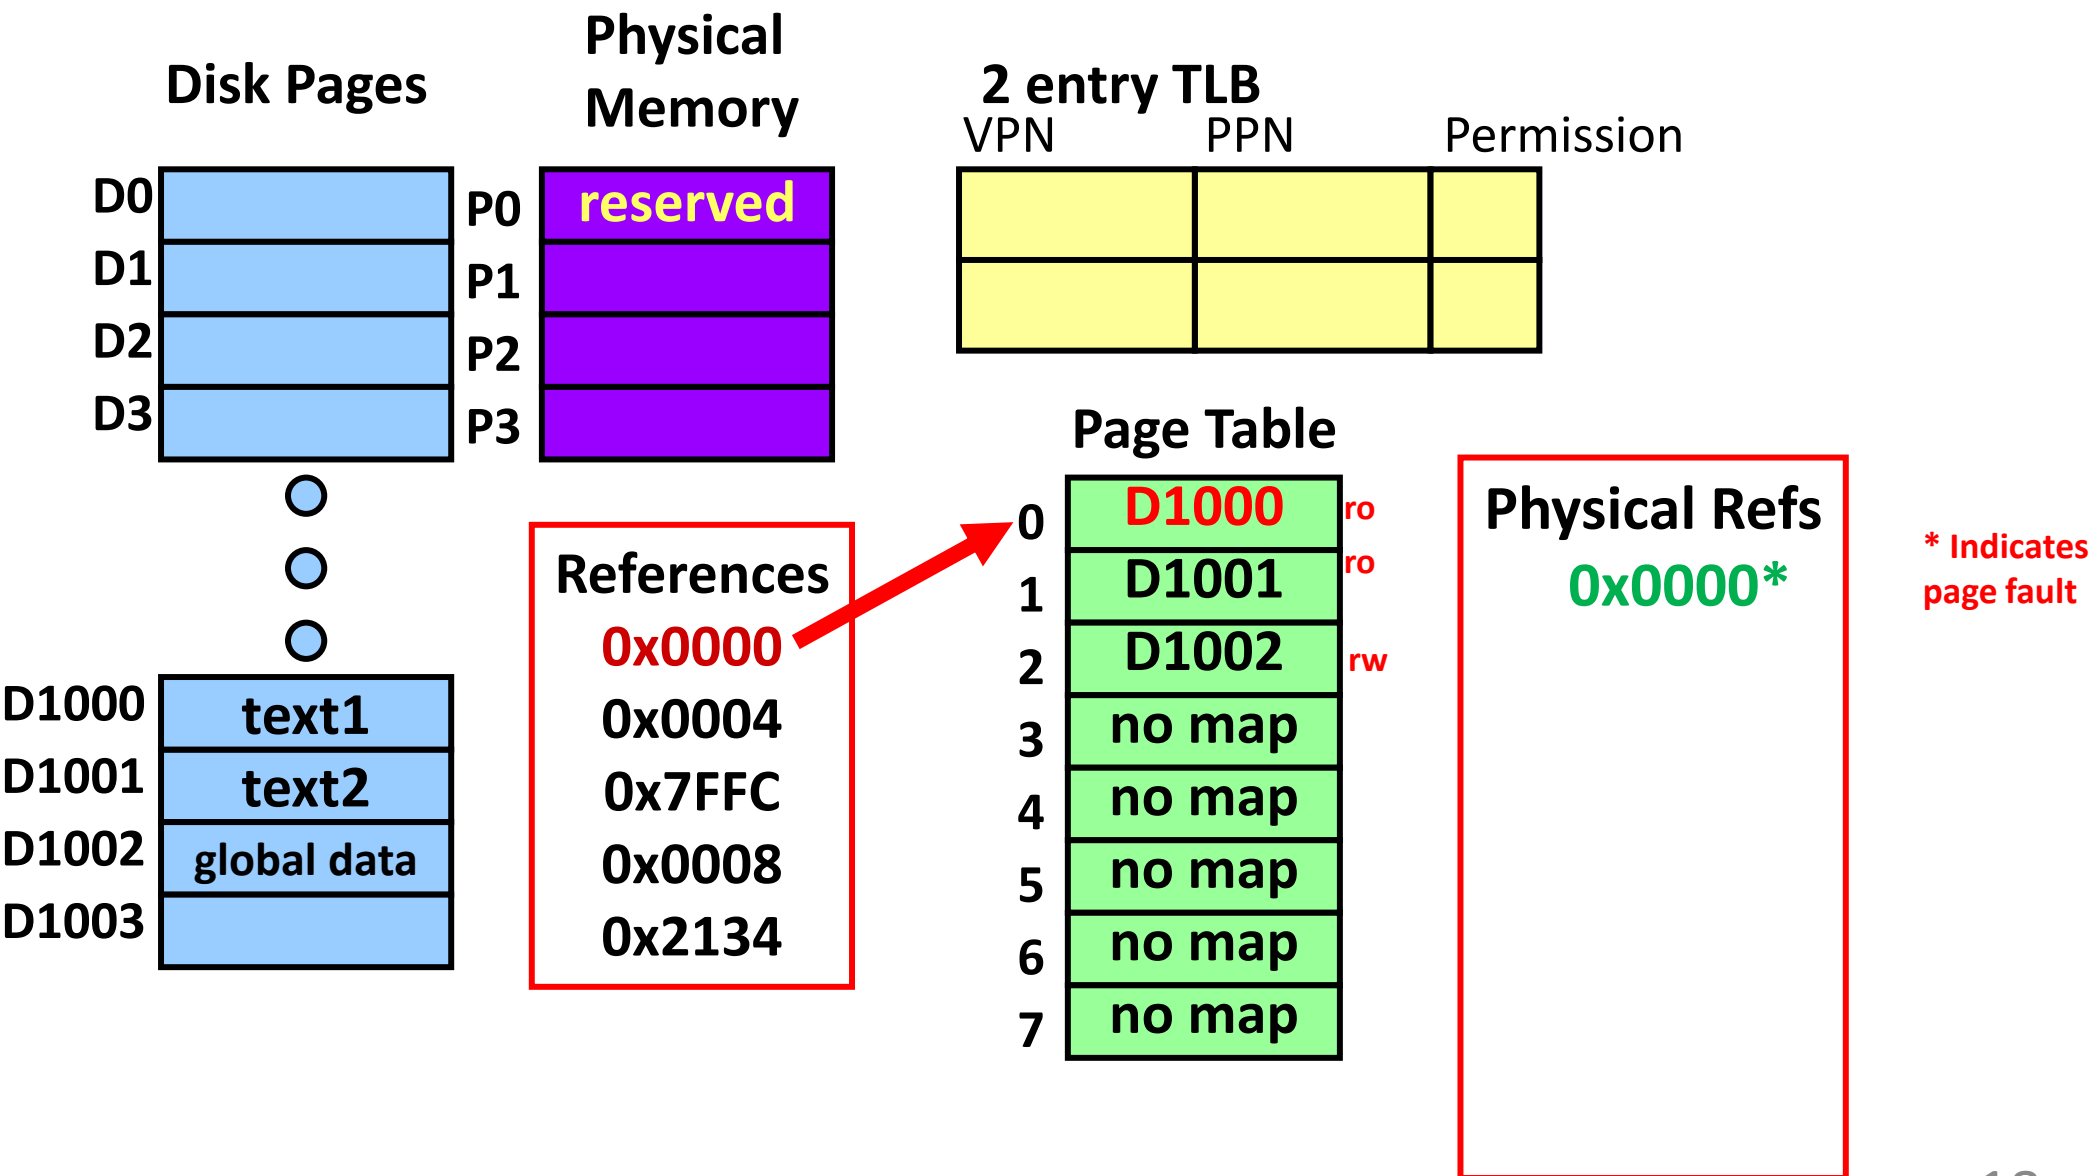 Disk Pages
Physical
Memory
2 entry TLB
VPN PPN Permission
D0
D1
D2
D3
P0 reserved
P1
P2
P3
D1000 text1
D1001 text2
D1002 global data
D1003
References
0x0000
0x0004
0x7FFC
0x0008
0x2134
Page Table
0 D1000 ro
1 D1001 ro
2 D1002 rw
3 no map
4 no map
5 no map
6 no map
7 no map
Physical Refs
0x0000*
* Indicates
page fault